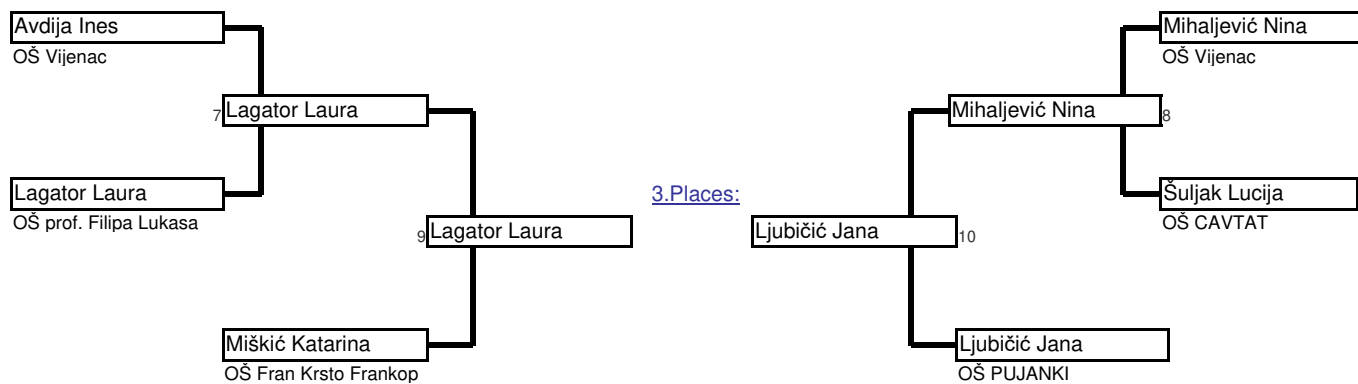 Avdija Ines
OŠ Vijenac
7 Lagator Laura
Lagator Laura
OŠ prof. Filipa Lukasa
9 Lagator Laura
Miškić Katarina
OŠ Fran Krsto Frankop
3.Places:
Mihaljević Nina
OŠ Vijenac
Mihaljević Nina 8
Šuljak Lucija
OŠ CAVTAT
Ljubičić Jana 10
Ljubičić Jana
OŠ PUJANKI